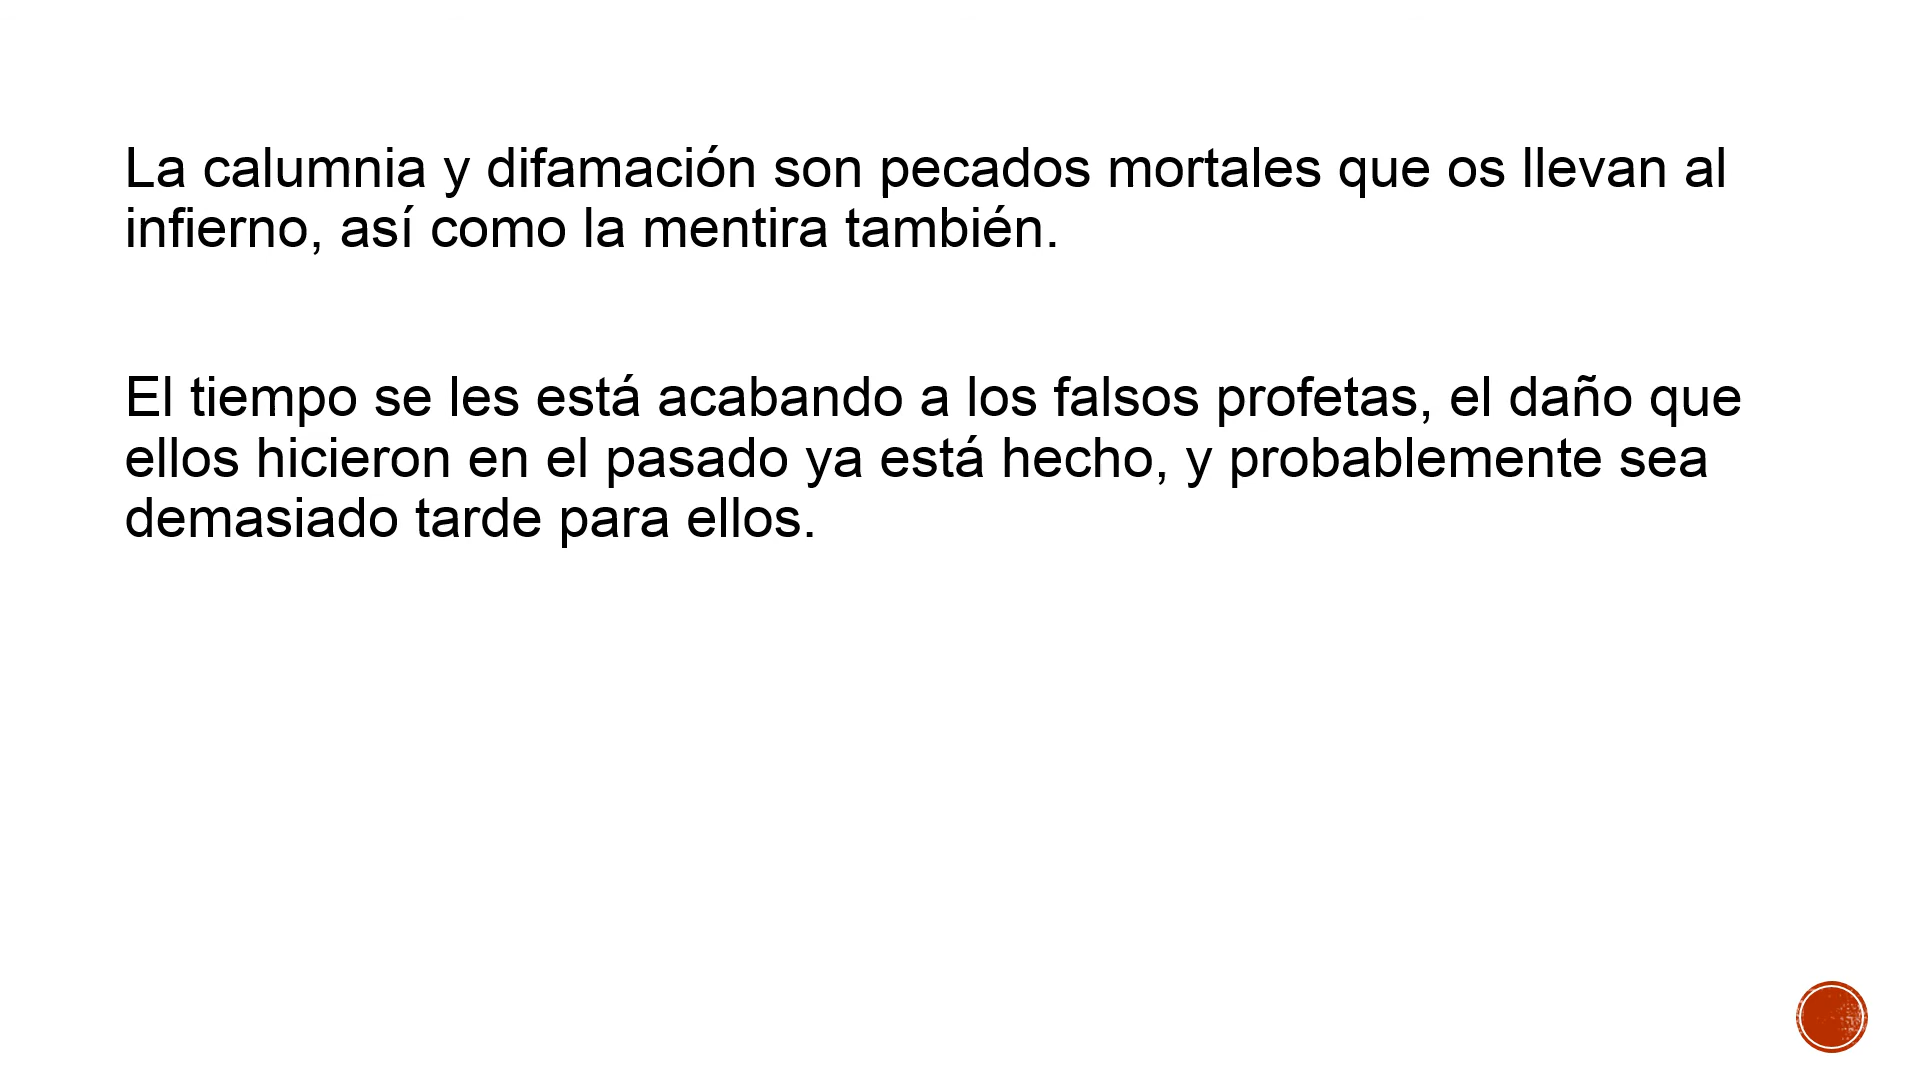 La calumnia y difamación son pecados mortales que os llevan al
infierno, así como la mentira también.
El tiempo se les está acabando a los falsos profetas, el daño que
ellos hicieron en el pasado ya está hecho, y probablemente sea
demasiado tarde para ellos.